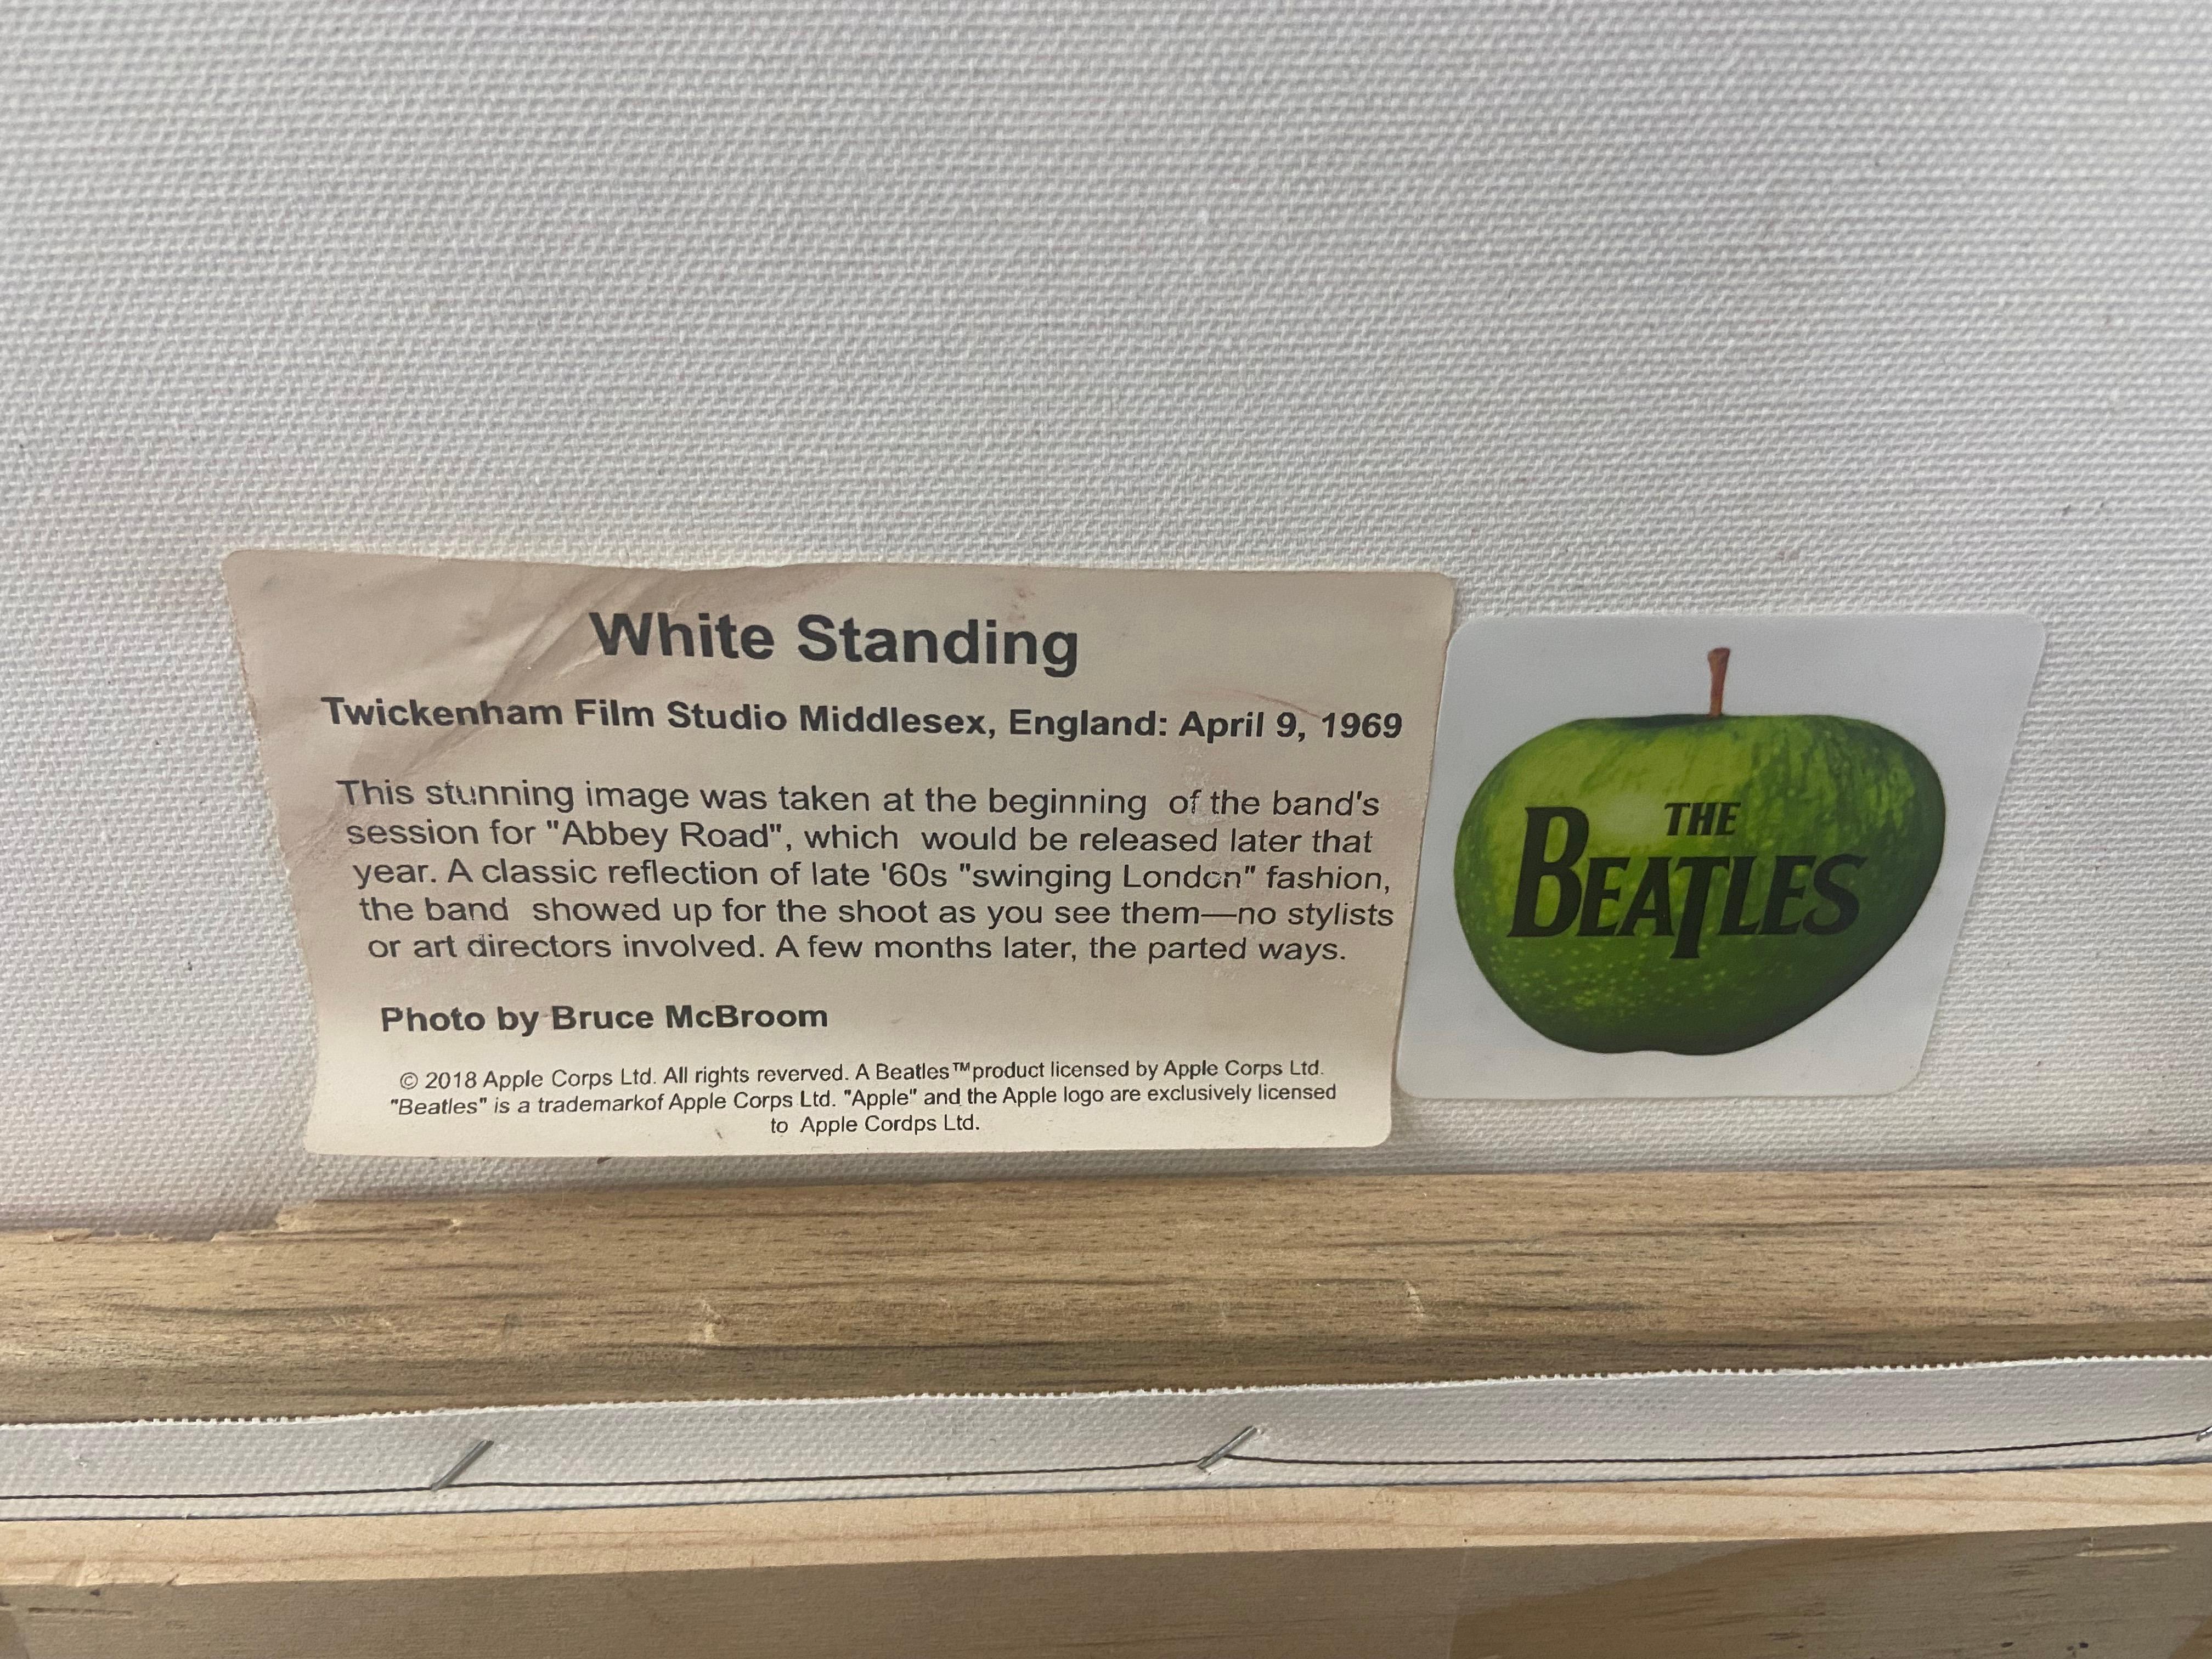 White Standing
Twickenham Film Studio Middlesex, England: April 9, 1969
This stunning image was taken at the beginning of the band's
session for "Abbey Road", which would be released later that
year. A classic reflection of late '60s "swinging London" fashion,
the band showed up for the shoot as you see them—no stylists
or art directors involved. A few months later, the parted ways.
Photo by Bruce McBroom
© 2018 Apple Corps Ltd. All rights reverved. A Beatles™product licensed by Apple Corps Ltd.
"Beatles" is a trademarkof Apple Corps Ltd. "Apple" and the Apple logo are exclusively licensed
to Apple Cordps Ltd.
THE
BEATLES